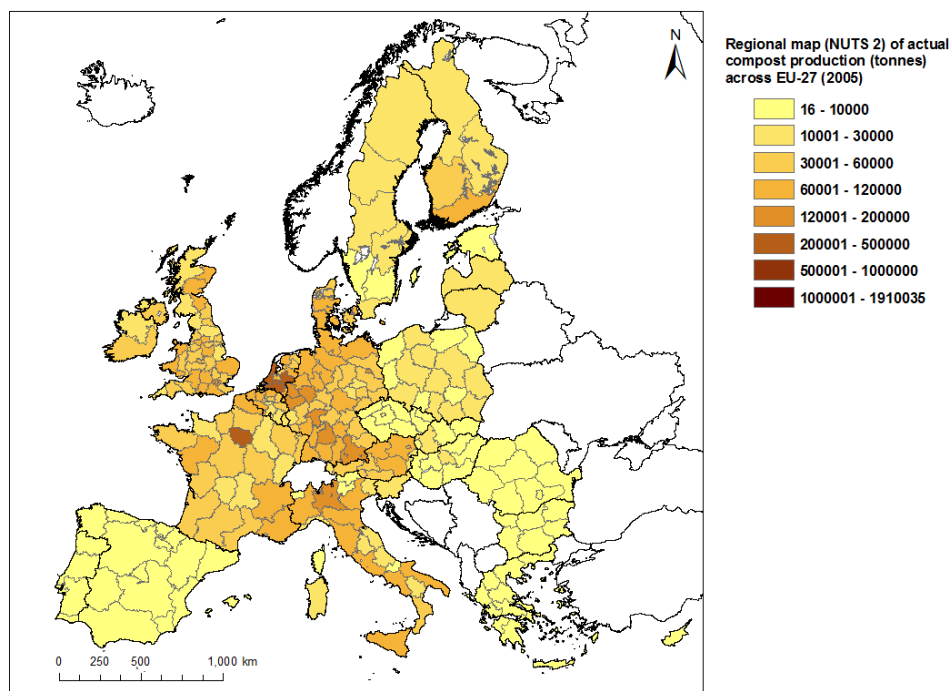 N
Regional map (NUTS 2) of actual
compost production (tonnes)
across EU-27 (2005)
16 - 10000
10001 - 30000
30001 - 60000
60001 - 120000
120001 - 200000
200001 - 500000
500001 - 1000000
1000001 - 1910035
0 250 500 1,000 km